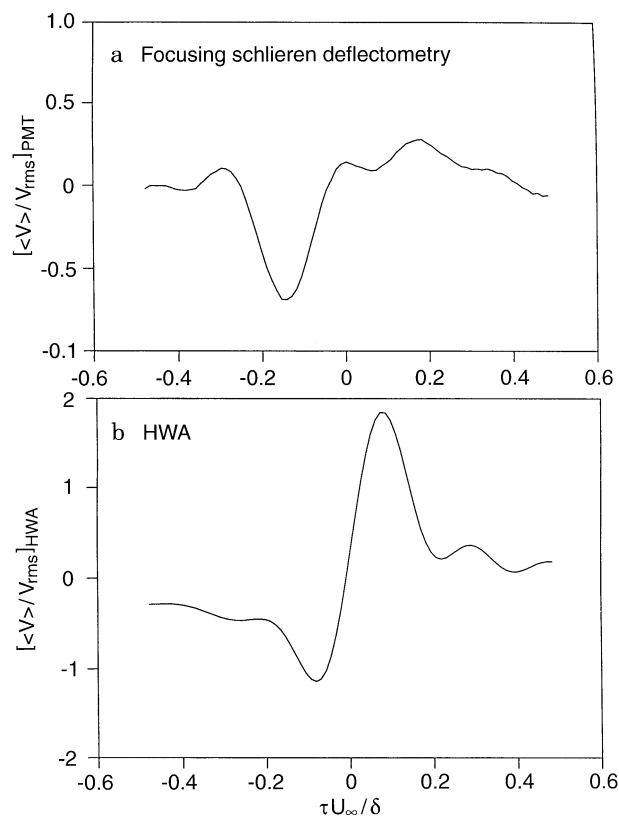 1.0
a Focusing schlieren deflectometry
0.5
0
-0.5
-0.1
[<V>/Vrms]PMT
-0.6 -0.4 -0.2 0 0.2 0.4 0.6
2
b HWA
1
0
-1
-2
[<V>/Vrms]HWA
-0.6 -0.4 -0.2 0 0.2 0.4 0.6
τU∞/δ